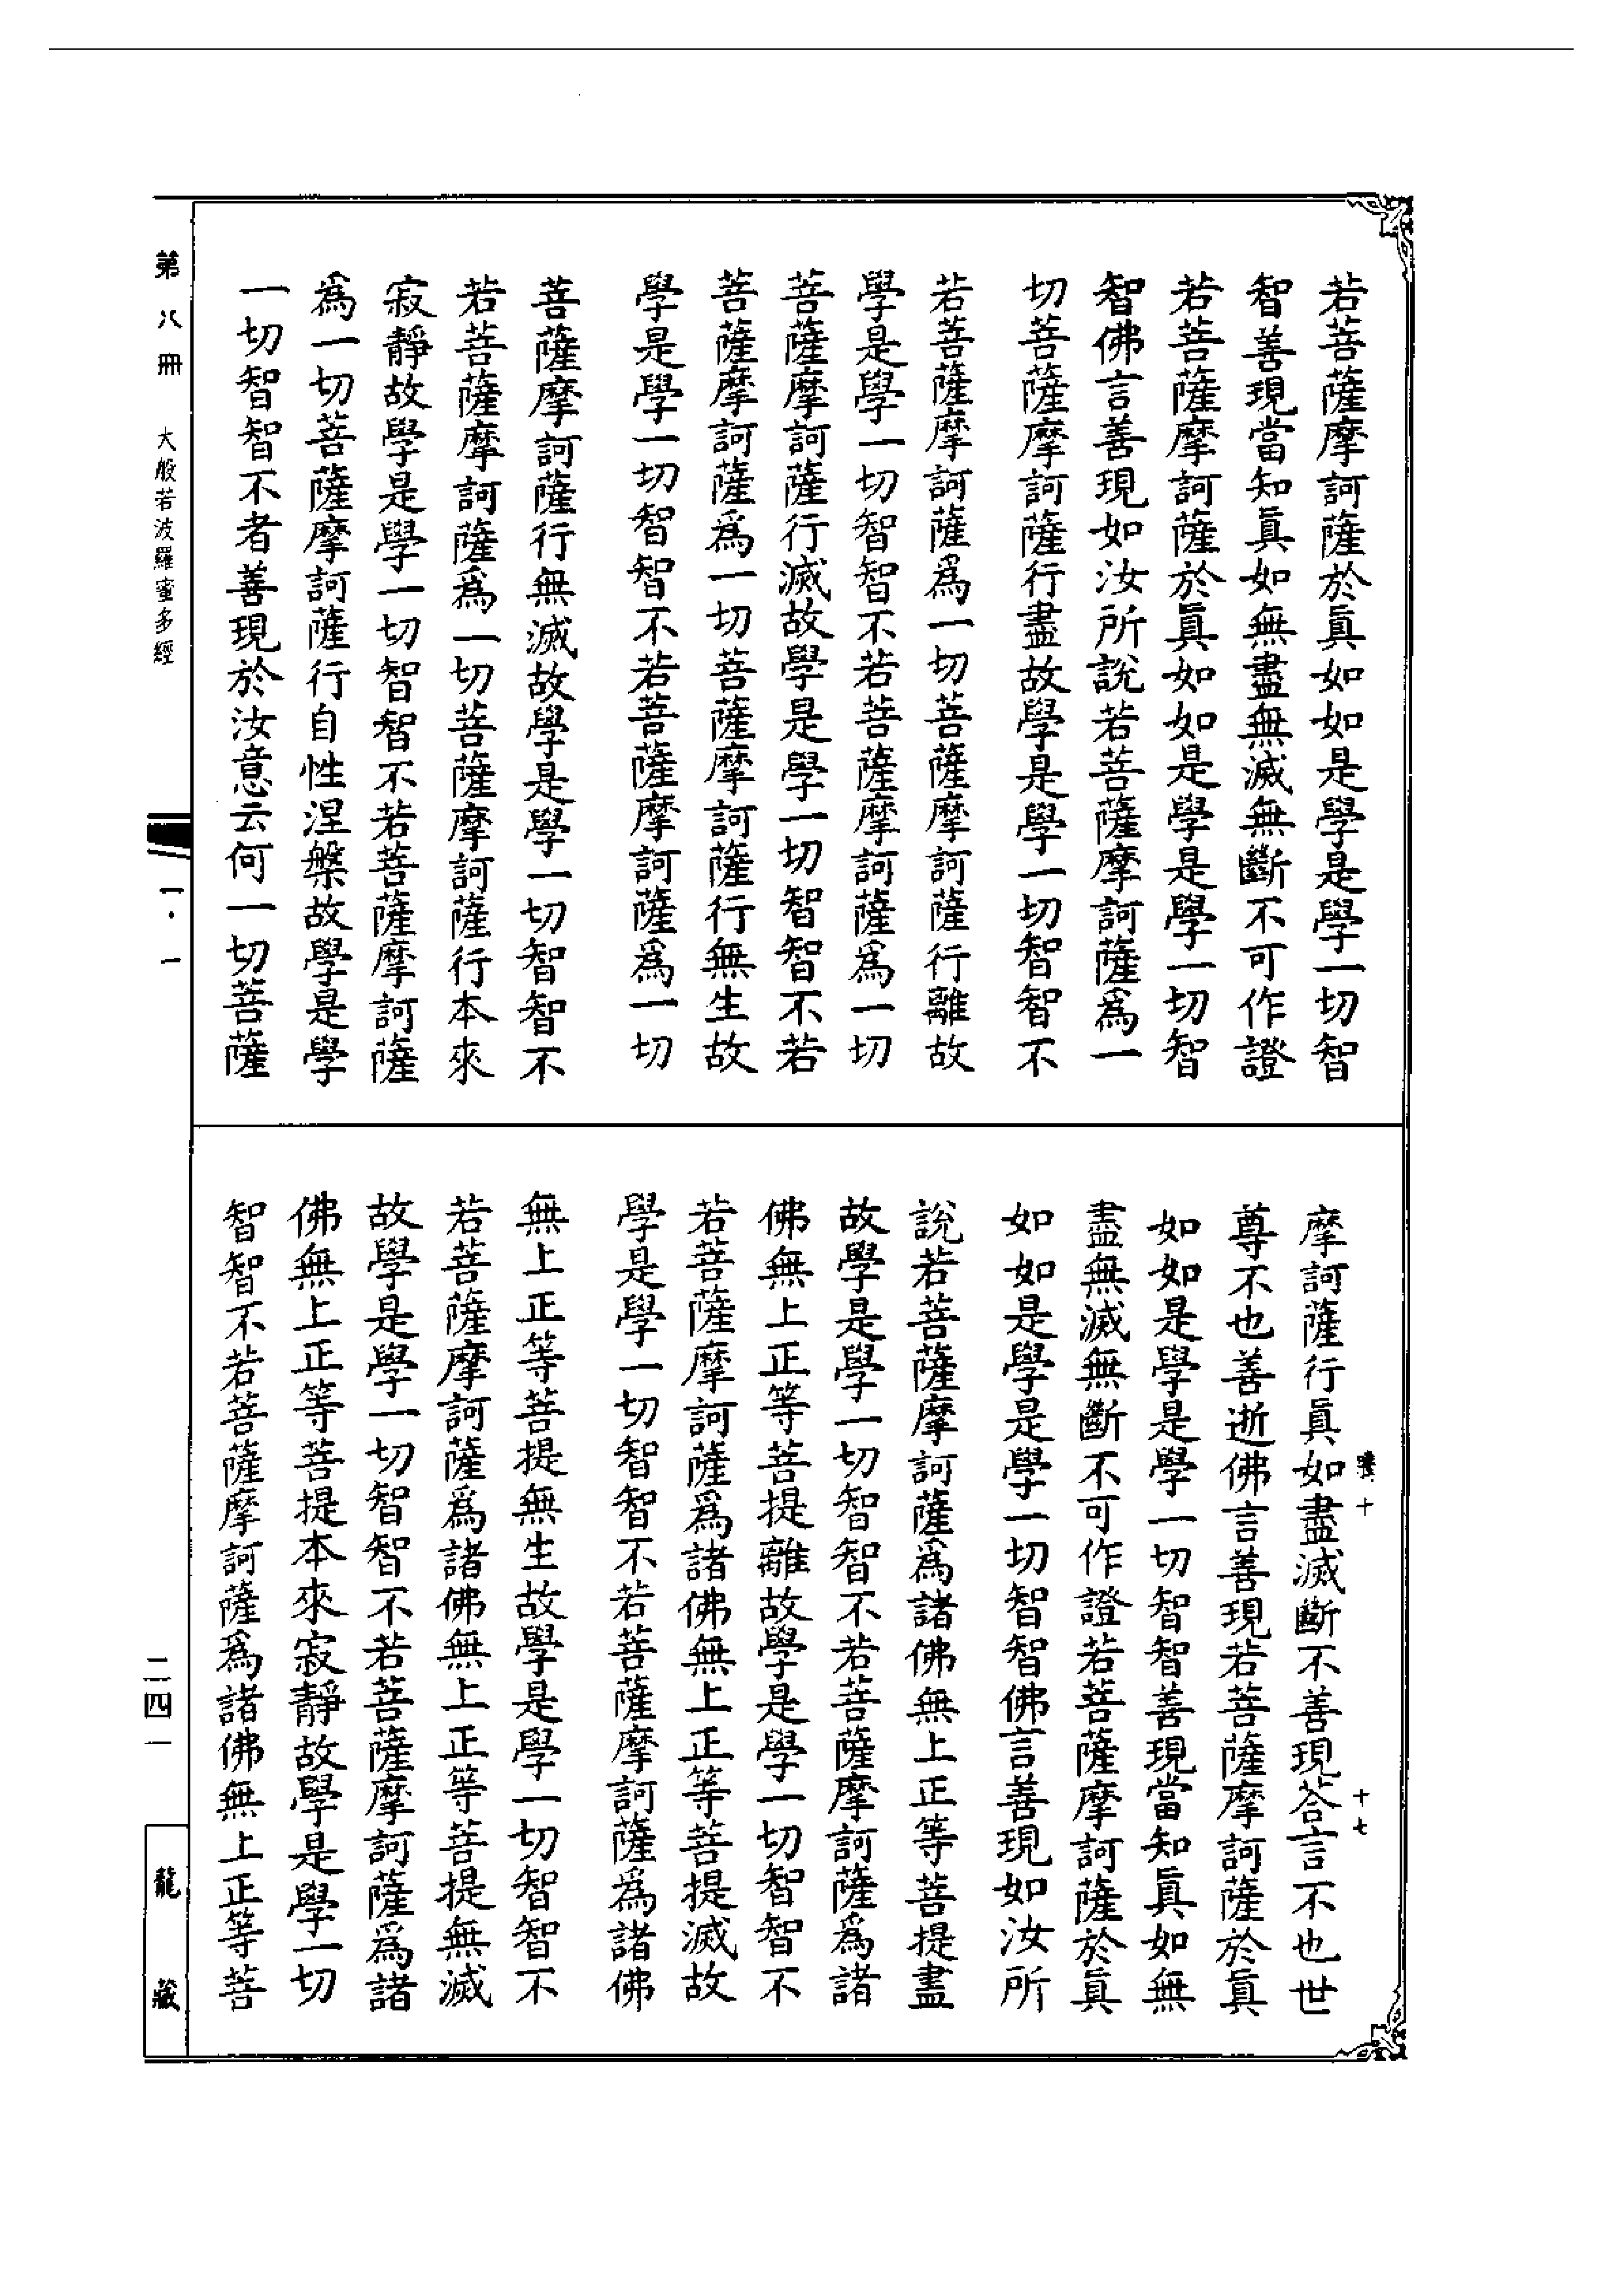 若菩薩摩訶薩於眞如如是學是學一切智
智善現當知眞如無盡無滅無斷不可作證
若菩薩摩訶薩於眞如如是學是學一切智
智佛言善現如汝所說若菩薩摩訶薩爲一
切菩薩摩訶薩行盡故學是學一切智智不
若菩薩摩訶薩爲一切菩薩摩訶薩行離故
學是學一切智智不若菩薩摩訶薩爲一切
菩薩摩訶薩行滅故學是學一切智智不若
菩薩摩訶薩爲一切菩薩摩訶薩行無生故
學是學一切智智不若菩薩摩訶薩爲一切
菩薩摩訶薩行無滅故學是學一切智智不
若菩薩摩訶薩爲一切菩薩摩訶薩行本來
寂靜故學是學一切智智不若菩薩摩訶薩
爲一切菩薩摩訶薩行自性涅槃故學是學
一切智智不者善現於汝意云何一切菩薩
摩訶薩行眞如盡滅斷不善現荅言不也世
尊不也善逝佛言善現若菩薩摩訶薩於眞
如如是學是學一切智智善現當知眞如無
盡無滅無斷不可作證若菩薩摩訶薩於眞
如如是學是學一切智智佛言善現如汝所
說若菩薩摩訶薩爲諸佛無上正等菩提盡
故學是學一切智智不若菩薩摩訶薩爲諸
佛無上正等菩提離故學是學一切智智不
若菩薩摩訶薩爲諸佛無上正等菩提滅故
學是學一切智智不若菩薩摩訶薩爲諸佛
無上正等菩提無生故學是學一切智智不
若菩薩摩訶薩爲諸佛無上正等菩提無滅
故學是學一切智智不若菩薩摩訶薩爲諸
佛無上正等菩提本來寂靜故學是學一切
智智不若菩薩摩訶薩爲諸佛無上正等菩
十
十七
第八冊
大般若波羅蜜多經
一·一
二四一
龍藏